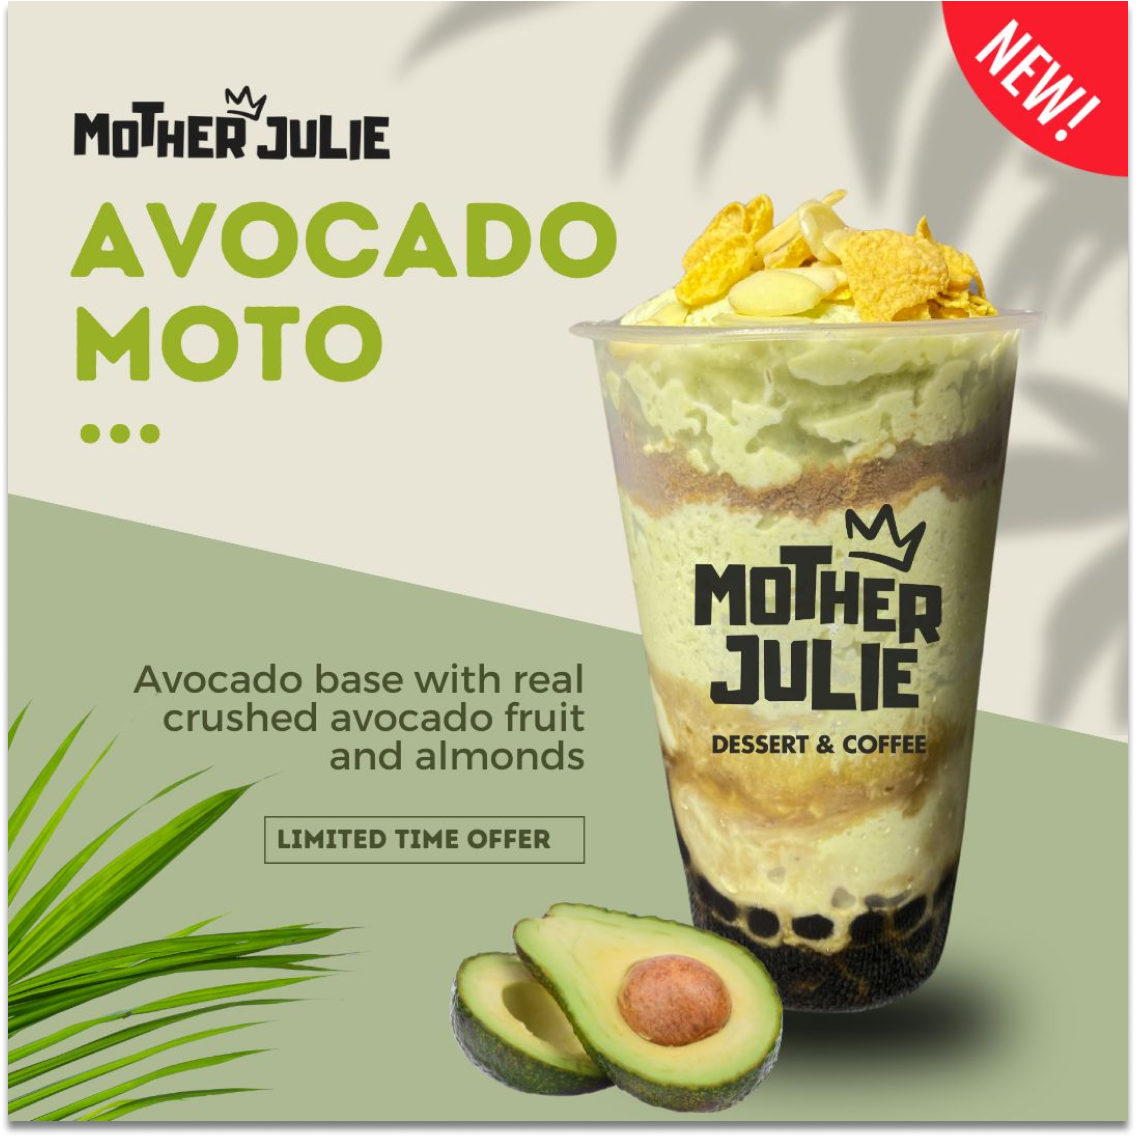 NEW!
MOTHER JULIE
AVOCADO
MOTO
Avocado base with real
crushed avocado fruit
and almonds
LIMITED TIME OFFER
MOTHER
JULIE
DESSERT & COFFEE